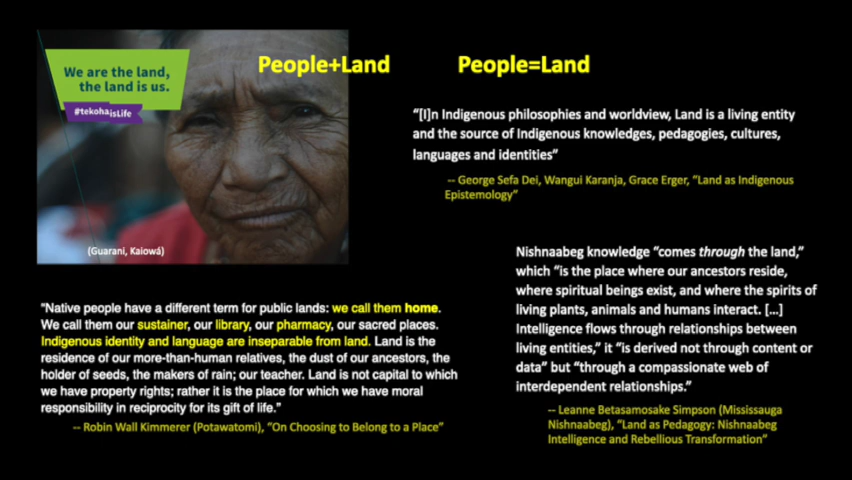 People+Land
People=Land
We are the land,
the land is us.
#tekohaisLife
(Guarani, Kaiowá)
“[I]n Indigenous philosophies and worldview, Land is a living entity
and the source of Indigenous knowledges, pedagogies, cultures,
languages and identities”
-- George Sefa Dei, Wangui Karanja, Grace Erger, “Land as Indigenous
Epistemology”
"Native people have a different term for public lands: we call them home.
We call them our sustainer, our library, our pharmacy, our sacred places.
Indigenous identity and language are inseparable from land. Land is the
residence of our more-than-human relatives, the dust of our ancestors, the
holder of seeds, the makers of rain; our teacher. Land is not capital to which
we have property rights; rather it is the place for which we have moral
responsibility in reciprocity for its gift of life.”
-- Robin Wall Kimmerer (Potawatomi), “On Choosing to Belong to a Place”
Nishnaabeg knowledge “comes through the land,”
which “is the place where our ancestors reside,
where spiritual beings exist, and where the spirits of
living plants, animals and humans interact. […]
Intelligence flows through relationships between
living entities,” it “is derived not through content or
data” but “through a compassionate web of
interdependent relationships.”
-- Leanne Betasamosake Simpson (Mississauga
Nishnaabeg), “Land as Pedagogy: Nishnaabeg
Intelligence and Rebellious Transformation”